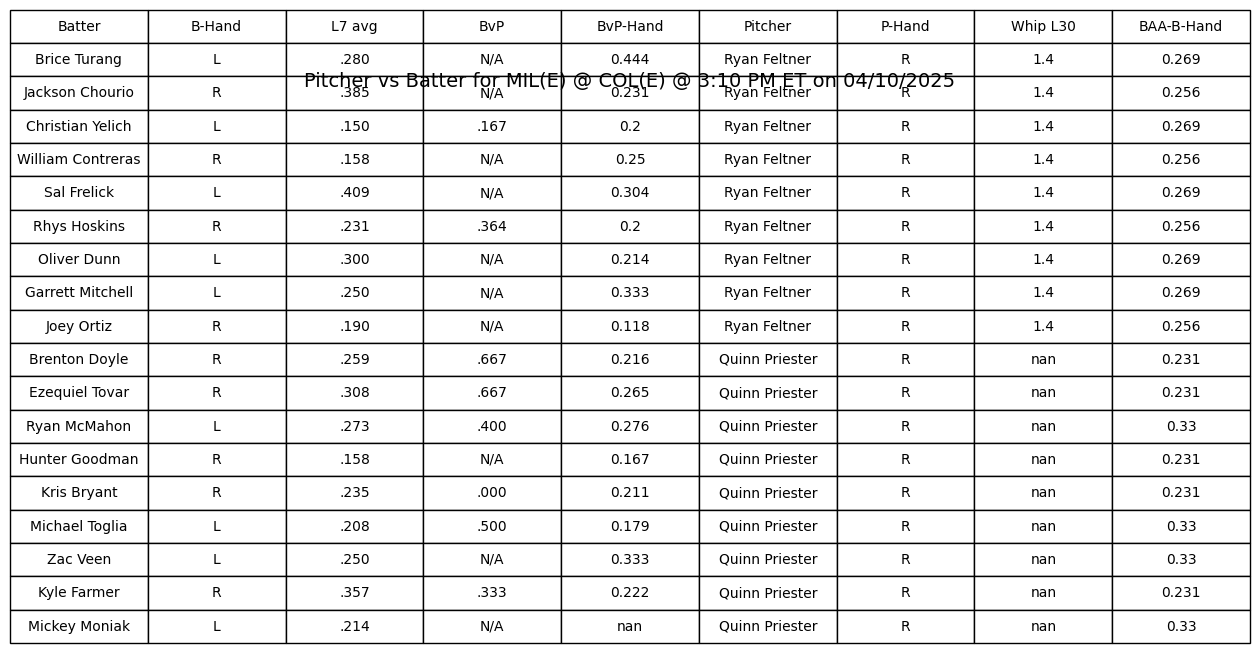 Batter B-Hand L7 avg BvP BvP-Hand Pitcher P-Hand Whip L30 BAA-B-Hand
Brice Turang L .280 N/A 0.444 Ryan Feltner R 1.4 0.269
Pitcher vs Batter for MIL(E) @ COL(E) @ 3:10 PM ET on 04/10/2025
Jackson Chourio R .385 N/A 0.231 Ryan Feltner R 1.4 0.256
Christian Yelich L .150 .167 0.2 Ryan Feltner R 1.4 0.269
William Contreras R .158 N/A 0.25 Ryan Feltner R 1.4 0.256
Sal Frelick L .409 N/A 0.304 Ryan Feltner R 1.4 0.269
Rhys Hoskins R .231 .364 0.2 Ryan Feltner R 1.4 0.256
Oliver Dunn L .300 N/A 0.214 Ryan Feltner R 1.4 0.269
Garrett Mitchell L .250 N/A 0.333 Ryan Feltner R 1.4 0.269
Joey Ortiz R .190 N/A 0.118 Ryan Feltner R 1.4 0.256
Brenton Doyle R .259 .667 0.216 Quinn Priester R nan 0.231
Ezequiel Tovar R .308 .667 0.265 Quinn Priester R nan 0.231
Ryan McMahon L .273 .400 0.276 Quinn Priester R nan 0.33
Hunter Goodman R .158 N/A 0.167 Quinn Priester R nan 0.231
Kris Bryant R .235 .000 0.211 Quinn Priester R nan 0.231
Michael Toglia L .208 .500 0.179 Quinn Priester R nan 0.33
Zac Veen L .250 N/A 0.333 Quinn Priester R nan 0.33
Kyle Farmer R .357 .333 0.222 Quinn Priester R nan 0.231
Mickey Moniak L .214 N/A nan Quinn Priester R nan 0.33